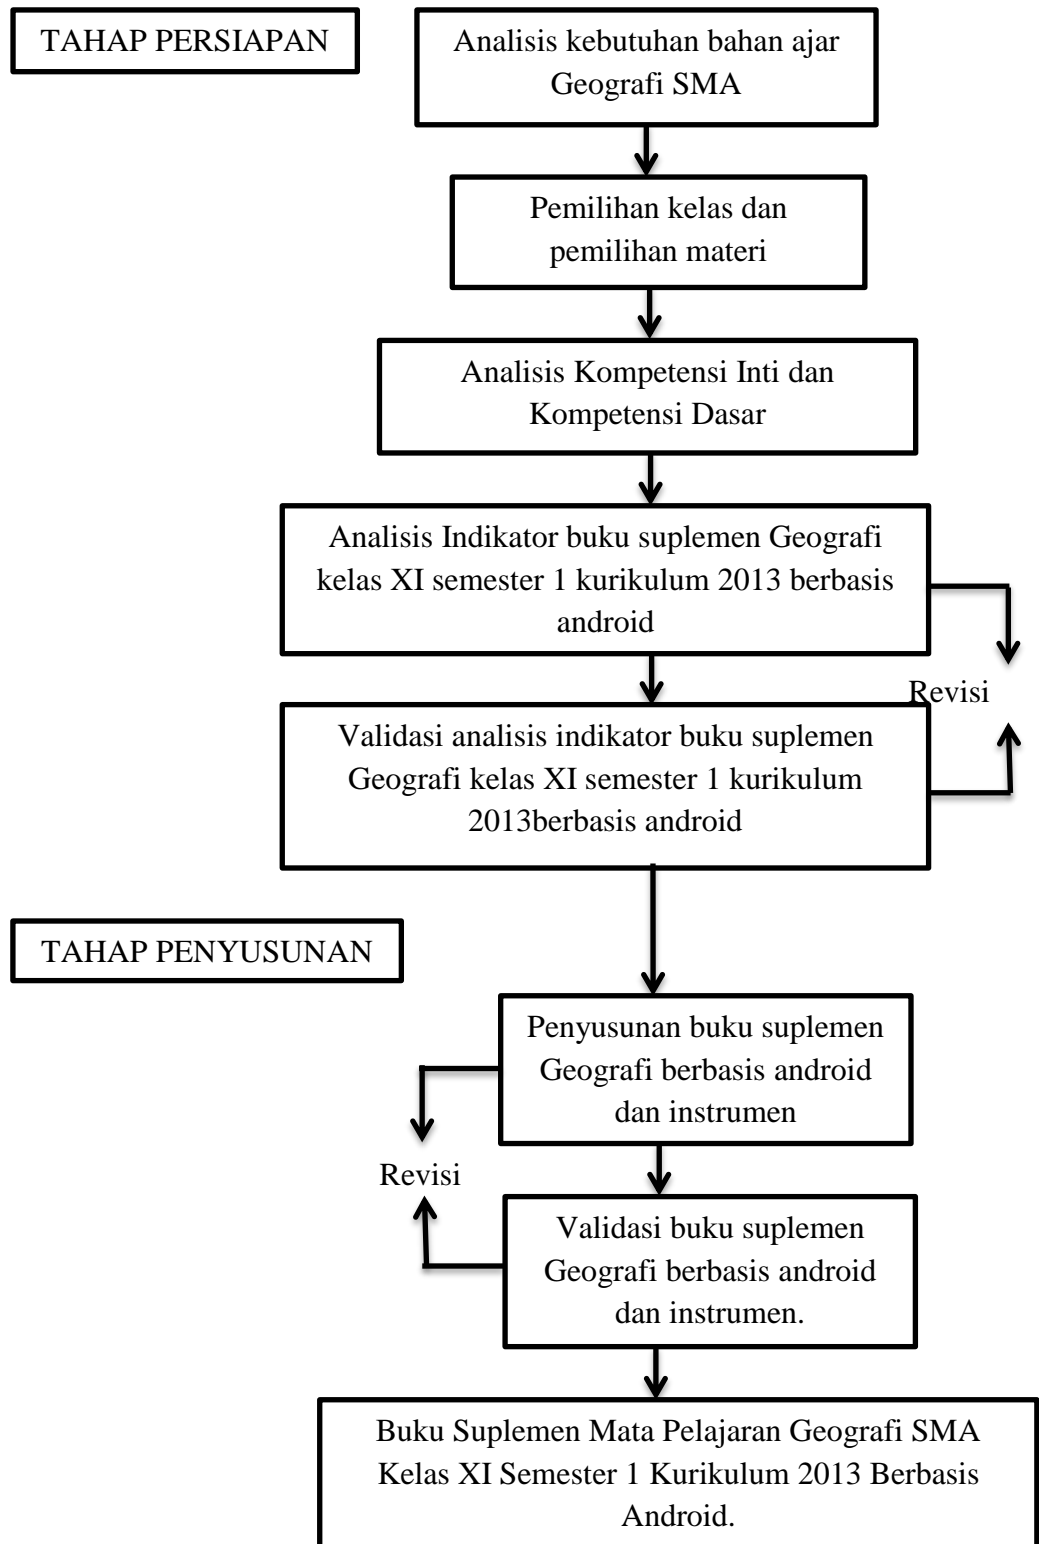 TAHAP PERSIAPAN
Analisis kebutuhan bahan ajar
Geografi SMA
Pemilihan kelas dan
pemilihan materi
Analisis Kompetensi Inti dan
Kompetensi Dasar
Analisis Indikator buku suplemen Geografi
kelas XI semester 1 kurikulum 2013 berbasis
android
Revisi
Validasi analisis indikator buku suplemen
Geografi kelas XI semester 1 kurikulum
2013berbasis android
TAHAP PENYUSUNAN
Penyusunan buku suplemen
Geografi berbasis android
dan instrumen
Revisi
Validasi buku suplemen
Geografi berbasis android
dan instrumen.
Buku Suplemen Mata Pelajaran Geografi SMA
Kelas XI Semester 1 Kurikulum 2013 Berbasis
Android.